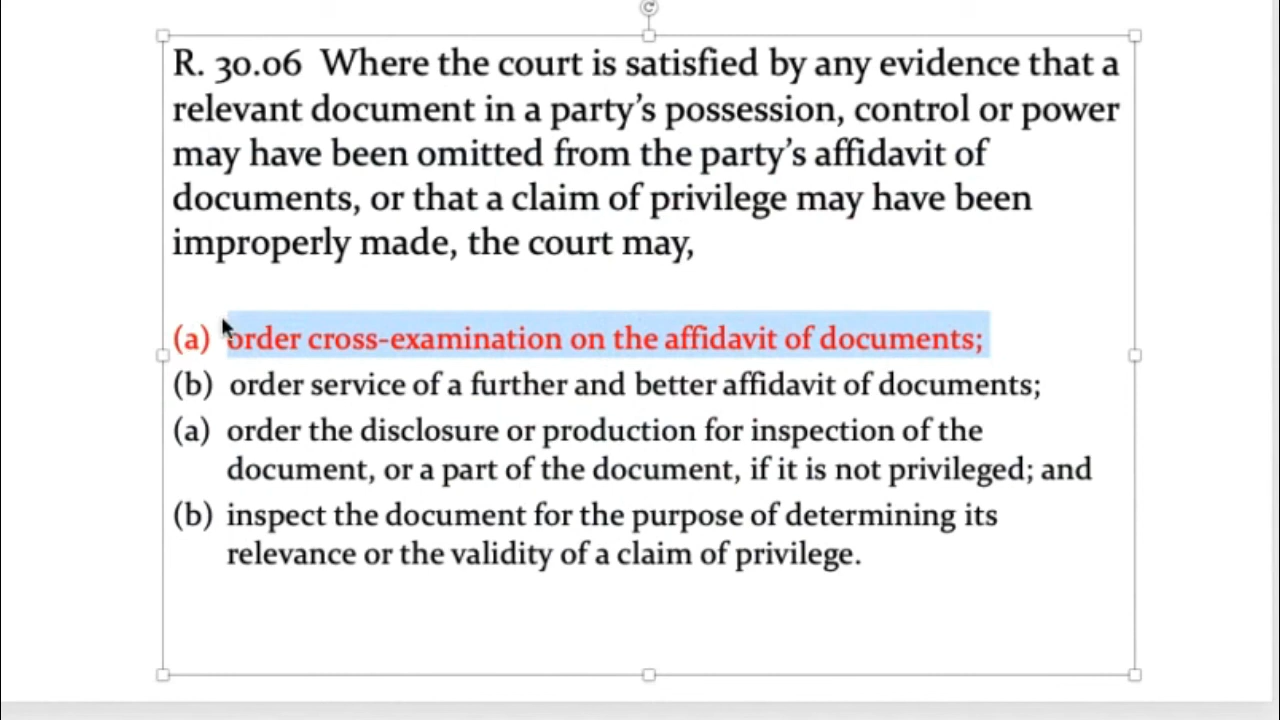 R. 30.06 Where the court is satisfied by any evidence that a
relevant document in a party’s possession, control or power
may have been omitted from the party’s affidavit of
documents, or that a claim of privilege may have been
improperly made, the court may,
(a) order cross-examination on the affidavit of documents;
(b) order service of a further and better affidavit of documents;
(a) order the disclosure or production for inspection of the
document, or a part of the document, if it is not privileged; and
(b) inspect the document for the purpose of determining its
relevance or the validity of a claim of privilege.